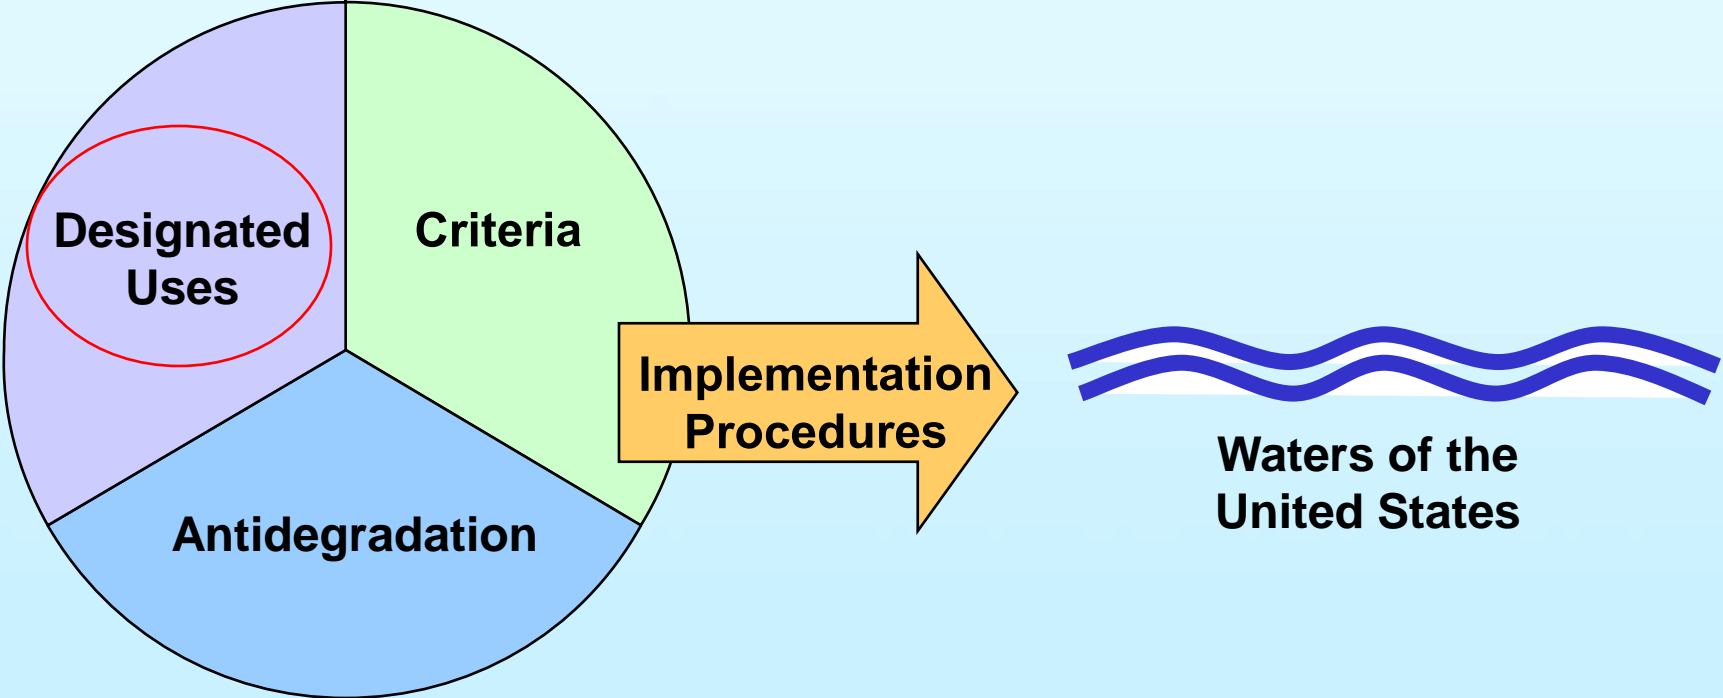 Designated
Uses
Criteria
Antidegradation
Implementation
Procedures
Waters of the
United States